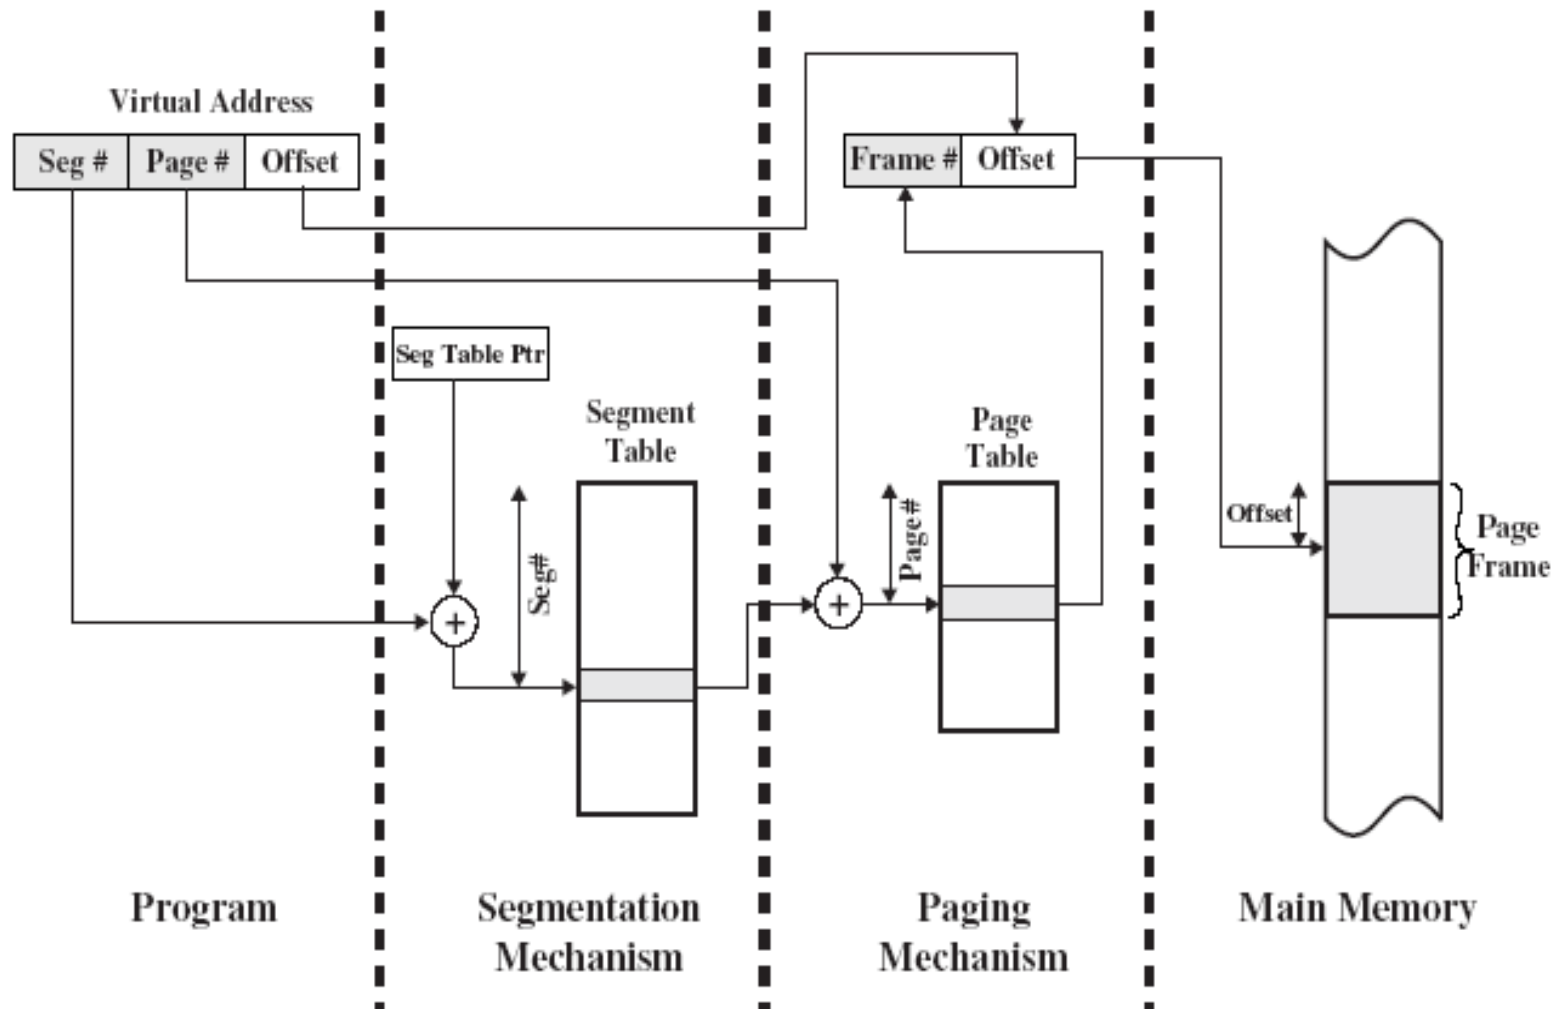 Virtual Address
Seg # Page # Offset
Frame # Offset
Seg Table Ptr
Segment
Table
Page
Table
Seg#
Page#
Offset
Page
Frame
+
+
Program
Segmentation
Mechanism
Paging
Mechanism
Main Memory